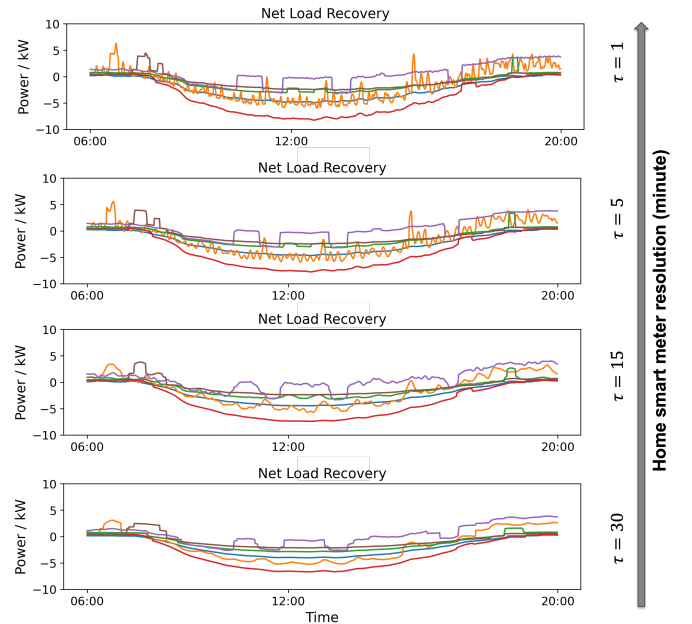 Net Load Recovery
10
5
0
−5
−10
Power / kW
06:00
12:00
20:00
τ = 1
Net Load Recovery
10
5
0
−5
−10
Power / kW
06:00
12:00
20:00
τ = 5
Net Load Recovery
10
5
0
−5
−10
Power / kW
06:00
12:00
20:00
τ = 15
Net Load Recovery
10
5
0
−5
−10
Power / kW
06:00
12:00
20:00
Time
τ = 30
Home smart meter resolution (minute)